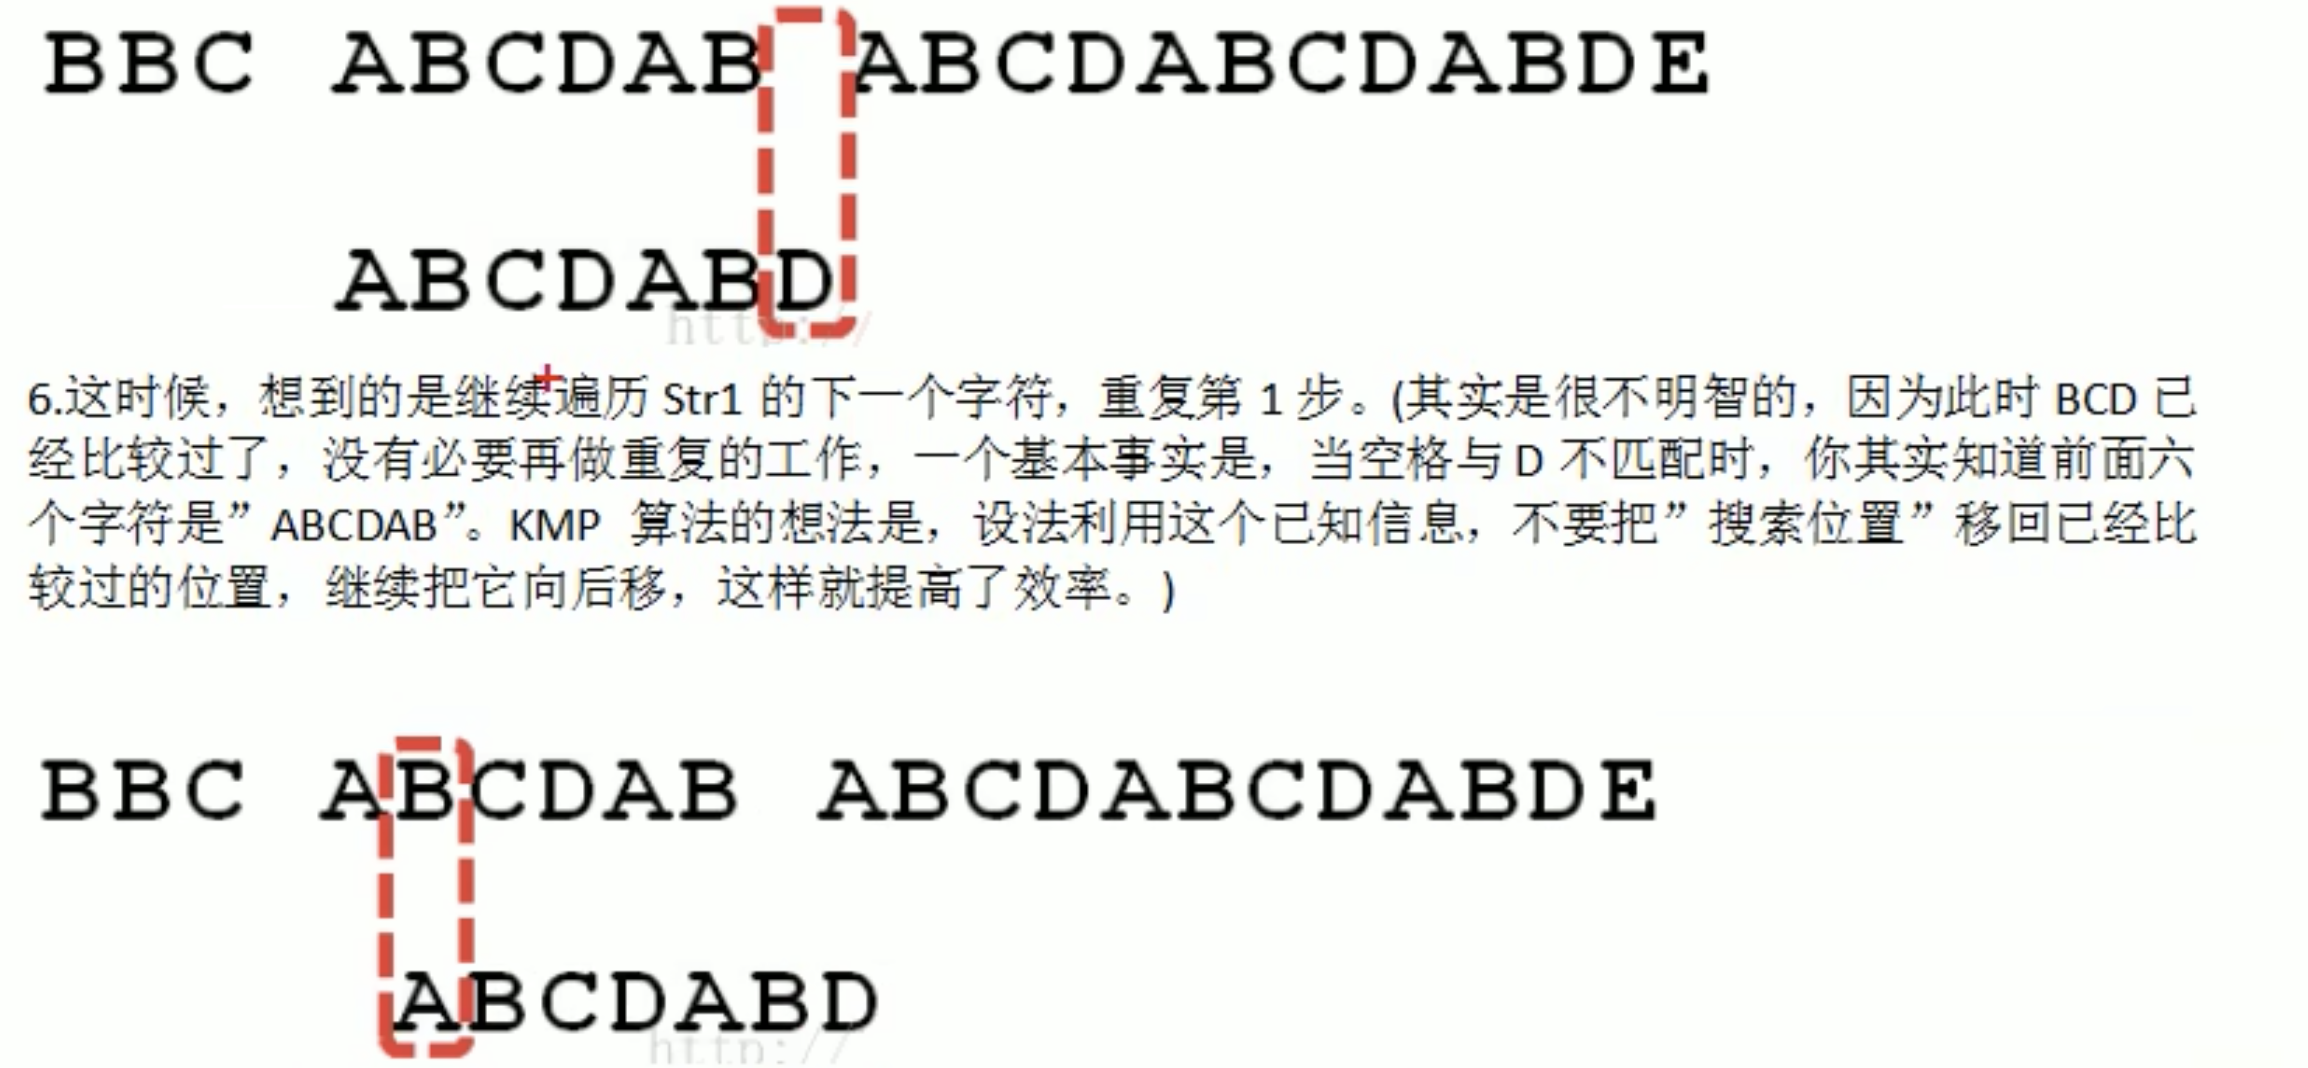 BBC ABCDAB ABCDABCDABDE
ABCDABD
http://
6.这时候，想到的是继续遍历 Str1 的下一个字符，重复第 1 步。(其实是很不明智的，因为此时 BCD 已
经比较过了，没有必要再做重复的工作，一个基本事实是，当空格与 D 不匹配时，你其实知道前面六
个字符是” ABCDAB”。KMP 算法的想法是，设法利用这个已知信息，不要把” 搜索位置” 移回已经比
较过的位置，继续把它向后移，这样就提高了效率。)
BBC ABCDAB ABCDABCDABDE
ABCDABD
http://